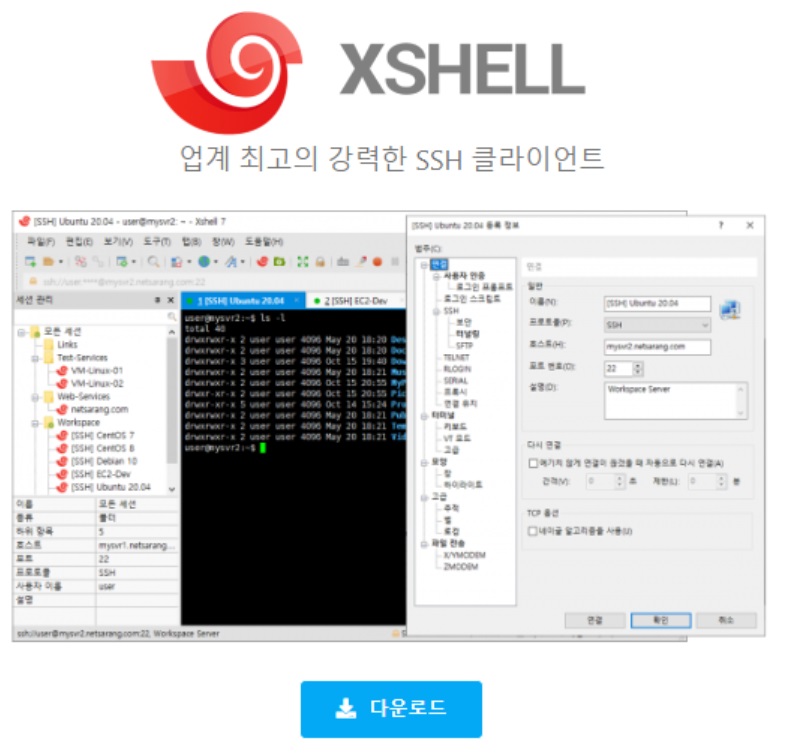 XSHELL
업계 최고의 강력한 SSH 클라이언트
[SSH] Ubuntu 20.04 - user@mysvr2: ~ - Xshell 7
파일(F) 편집(E) 보기(V) 도구(T) 탭(B) 창(W) 도움말(H)
ssh://user:****@mysvr2.netsarang.com:22
세션 관리
1 [SSH] Ubuntu 20.04
2 [SSH] EC2-Dev
모든 세션
Links
Test-Services
VM-Linux-01
VM-Linux-02
Web-Services
netsarang.com
Workspace
[SSH] CentOS 7
[SSH] CentOS 8
[SSH] Debian 10
[SSH] EC2-Dev
[SSH] Ubuntu 20.04
이름 모든 세션
종류 폴더
하위 항목 5
호스트 mysvr1.netsarang...
포트 22
프로토콜 SSH
사용자 이름 user
설명
user@mysvr2:~$ ls -l
total 40
drwxrwxr-x 2 user user 4096 May 20 18:20
drwxrwxr-x 2 user user 4096 May 20 18:20
drwxr-xr-x 3 user user 4096 Oct 15 19:40
drwxrwxr-x 2 user user 4096 May 20 18:21
drwxrwxr-x 2 user user 4096 Oct 15 20:55
drwxrwxr-x 2 user user 4096 Oct 15 20:55
drwxr-xr-x 5 user user 4096 Oct 14 15:24
drwxrwxr-x 2 user user 4096 May 20 18:21
drwxrwxr-x 2 user user 4096 May 20 18:21
drwxrwxr-x 2 user user 4096 May 20 18:21
user@mysvr2:~$
ssh://user@mysvr2.netsarang.com:22, Workspace Server
[SSH] Ubuntu 20.04 등록 정보
범주(C):
연결
사용자 인증
로그인 프롬프트
로그인 스크립트
SSH
보안
터널링
SFTP
TELNET
RLOGIN
SERIAL
프록시
연결 유지
터미널
키보드
VT 모드
고급
모양
창
하이라이트
고급
추적
벨
로깅
파일 전송
X/YMODEM
ZMODEM
연결
일반
이름(N): [SSH] Ubuntu 20.04
프로토콜(P): SSH
호스트(H): mysvr2.netsarang.com
포트 번호(O): 22
설명(D): Workspace Server
다시 연결
예기치 않게 연결이 끊겼을 때 자동으로 다시 연결(A)
간격(V): 0 초 제한(L): 0 분
TCP 옵션
네이글 알고리즘을 사용(U)
연결 확인 취소
다운로드